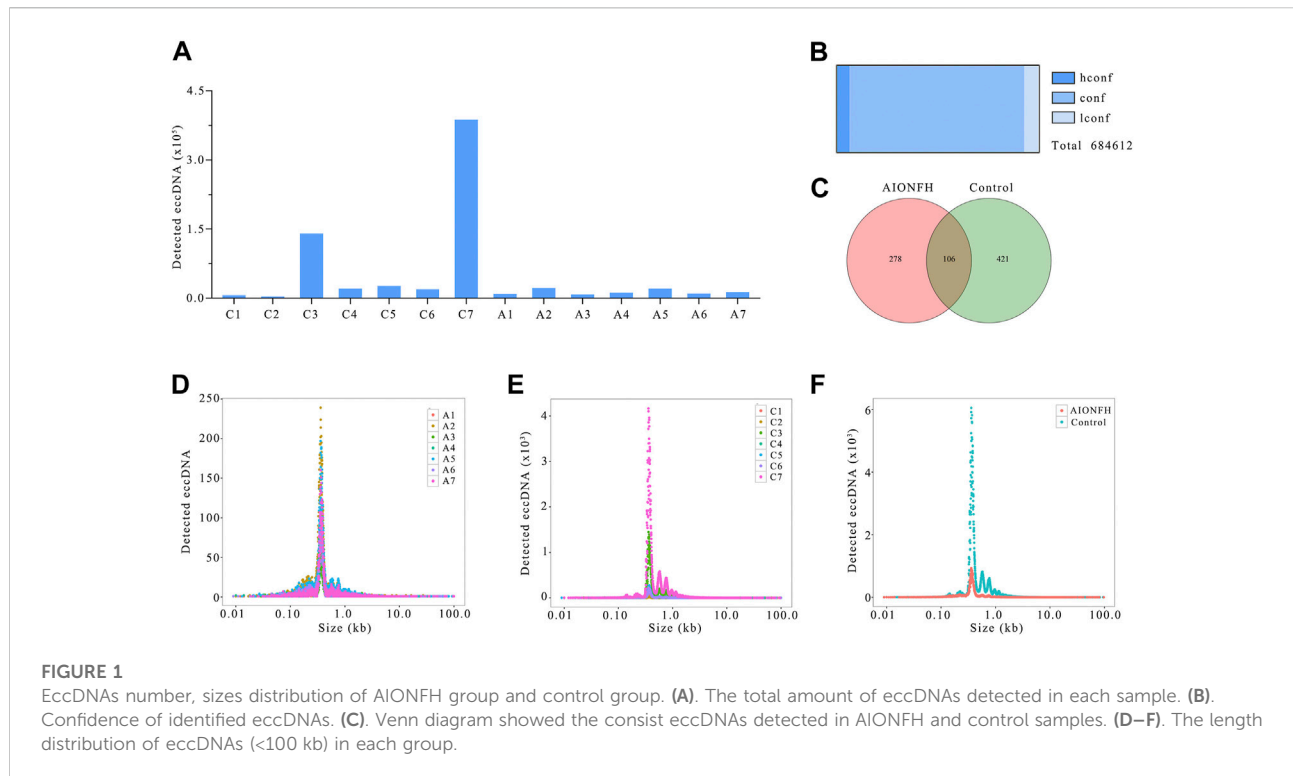 A
Detected eccDNA (x10⁵)
4.5
3.0
1.5
0.0
C1 C2 C3 C4 C5 C6 C7 A1 A2 A3 A4 A5 A6 A7
B
hconf
conf
lconf
Total 684612
C
AIONFH Control
278 106 421
D
Detected eccDNA
250
200
150
100
50
0
0.01 0.10 1.0 10.0 100.0
Size (kb)
A1
A2
A3
A4
A5
A6
A7
E
Detected eccDNA (x10³)
4
3
2
1
0
0.01 0.10 1.0 10.0 100.0
Size (kb)
C1
C2
C3
C4
C5
C6
C7
F
Detected eccDNA (x10³)
6
4
2
0
0.01 0.10 1.0 10.0 100.0
Size (kb)
AIONFH
Control
FIGURE 1
EccDNAs number, sizes distribution of AIONFH group and control group. (A). The total amount of eccDNAs detected in each sample. (B).
Confidence of identified eccDNAs. (C). Venn diagram showed the consist eccDNAs detected in AIONFH and control samples. (D–F). The length
distribution of eccDNAs (<100 kb) in each group.